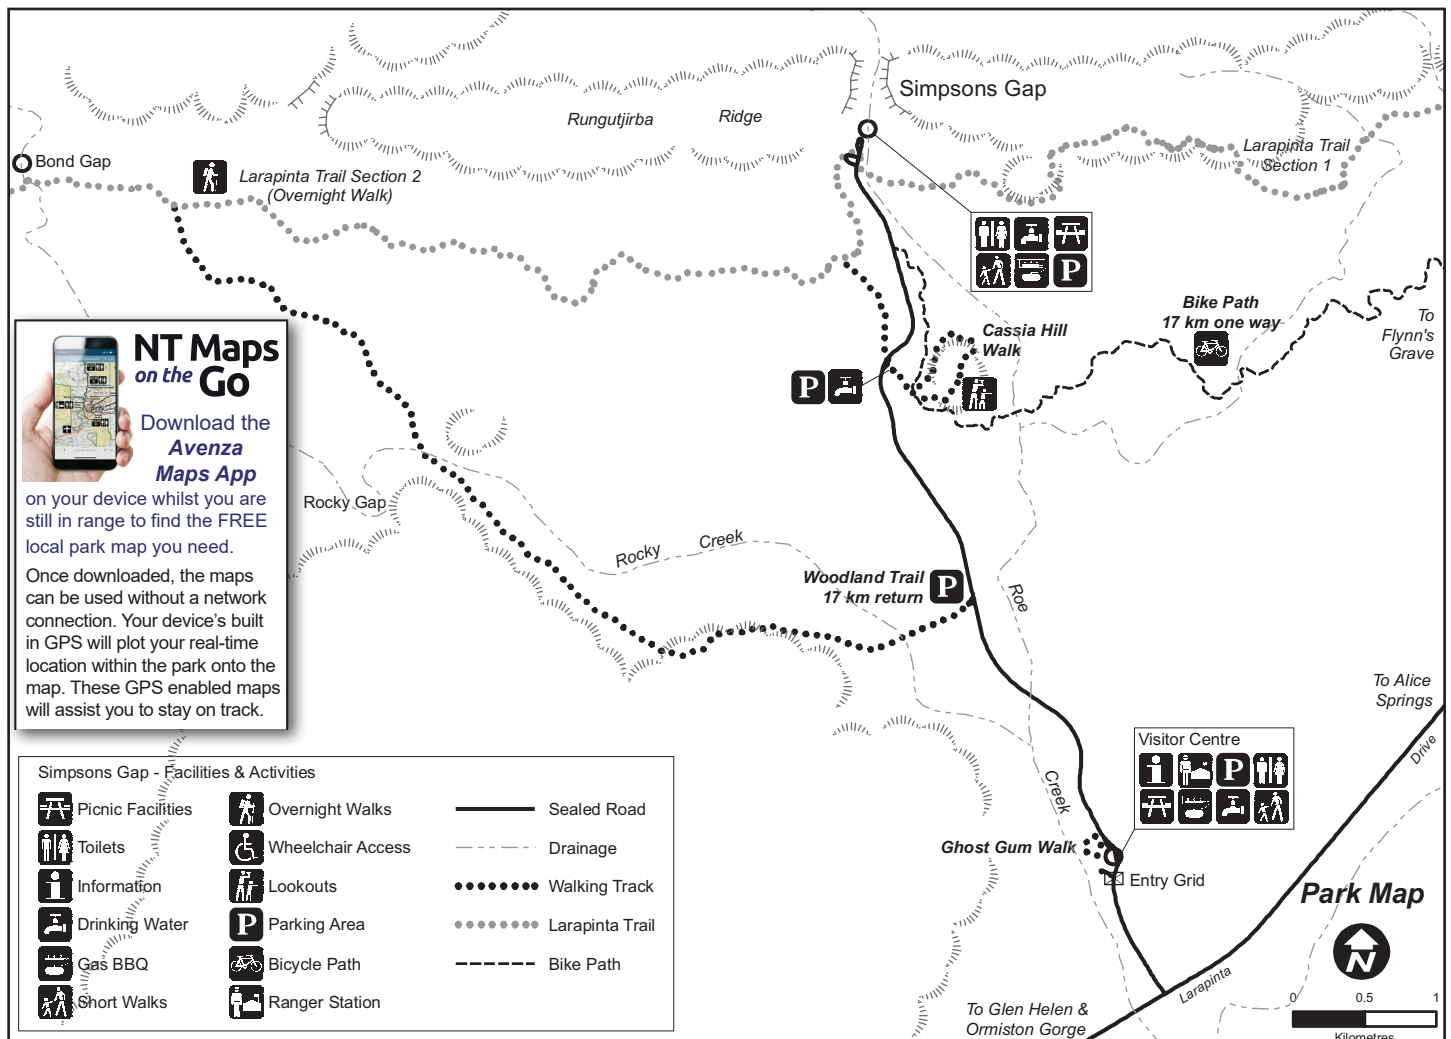 Simpsons Gap
Rungutjirba Ridge
Bond Gap
Larapinta Trail Section 2
(Overnight Walk)
Larapinta Trail
Section 1
Bike Path
17 km one way
To
Flynn's
Grave
Cassia Hill
Walk
P
P
NT Maps
on the Go
Download the
Avenza
Maps App
on your device whilst you are
still in range to find the FREE
local park map you need.
Once downloaded, the maps
can be used without a network
connection. Your device's built
in GPS will plot your real-time
location within the park onto the
map. These GPS enabled maps
will assist you to stay on track.
Rocky Gap
Rocky Creek
Woodland Trail
17 km return
P
Roe
Creek
To Alice
Springs
Drive
Larapinta
Visitor Centre
P
Ghost Gum Walk
Entry Grid
To Glen Helen &
Ormiston Gorge
Park Map
N
0 0.5 1
Kilometres
Simpsons Gap - Facilities & Activities
Picnic Facilities
Toilets
Information
Drinking Water
Gas BBQ
Short Walks
Overnight Walks
Wheelchair Access
Lookouts
P Parking Area
Bicycle Path
Ranger Station
Sealed Road
Drainage
Walking Track
Larapinta Trail
Bike Path